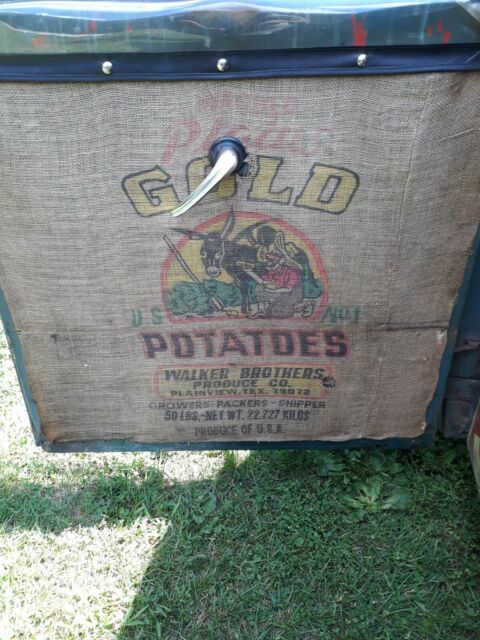 Plains
GOLD
U.S. No1
POTATOES
WALKER BROTHERS
PRODUCE CO.
PLAINVIEW, TEX. 79072
GROWERS-PACKERS-SHIPPER
50 LBS.-NET WT. 22.727 KILOS
PRODUCE OF U.S.A.